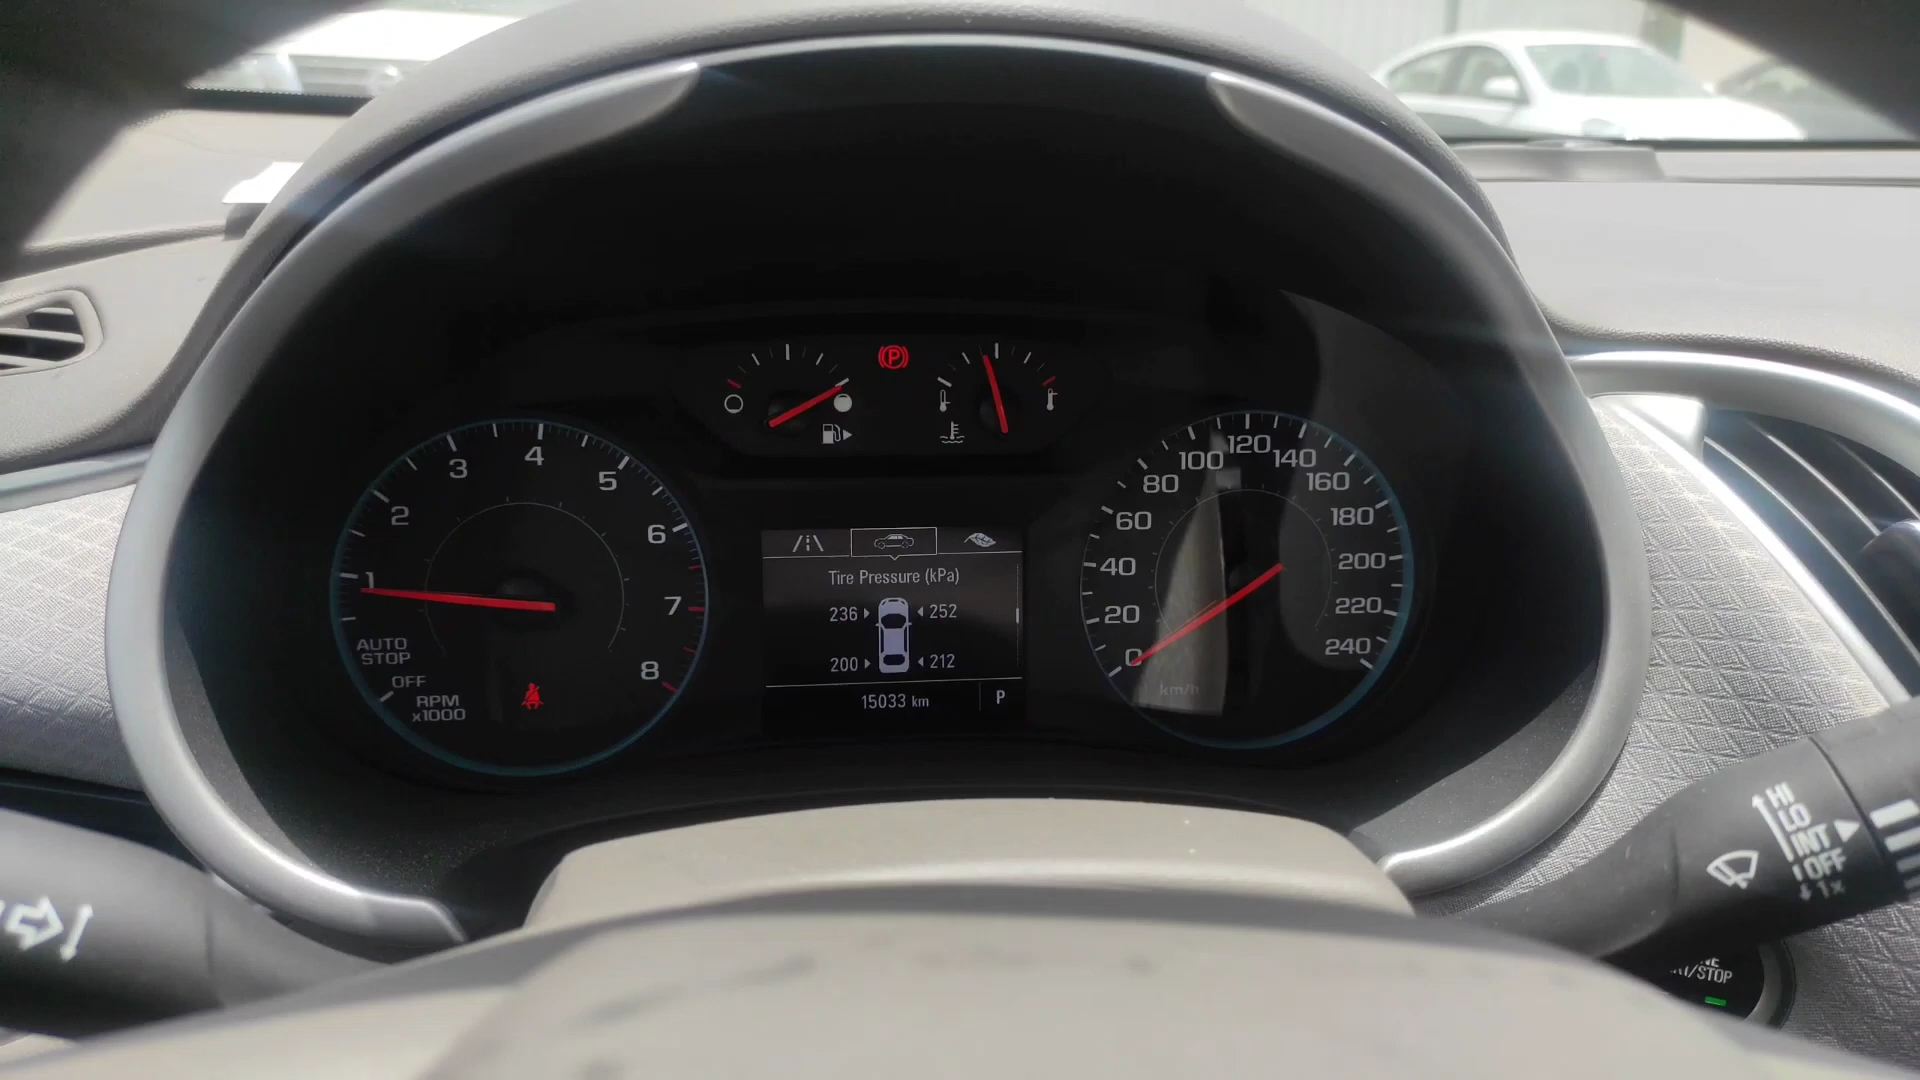 P
1
2
3
4
5
6
7
8
AUTO
STOP
OFF
RPM
x1000
Tire Pressure (kPa)
236 252
200 212
15033 km P
0
20
40
60
80
100
120
140
160
180
200
220
240
km/h
HI
LO
INT
OFF
1x
/STOP